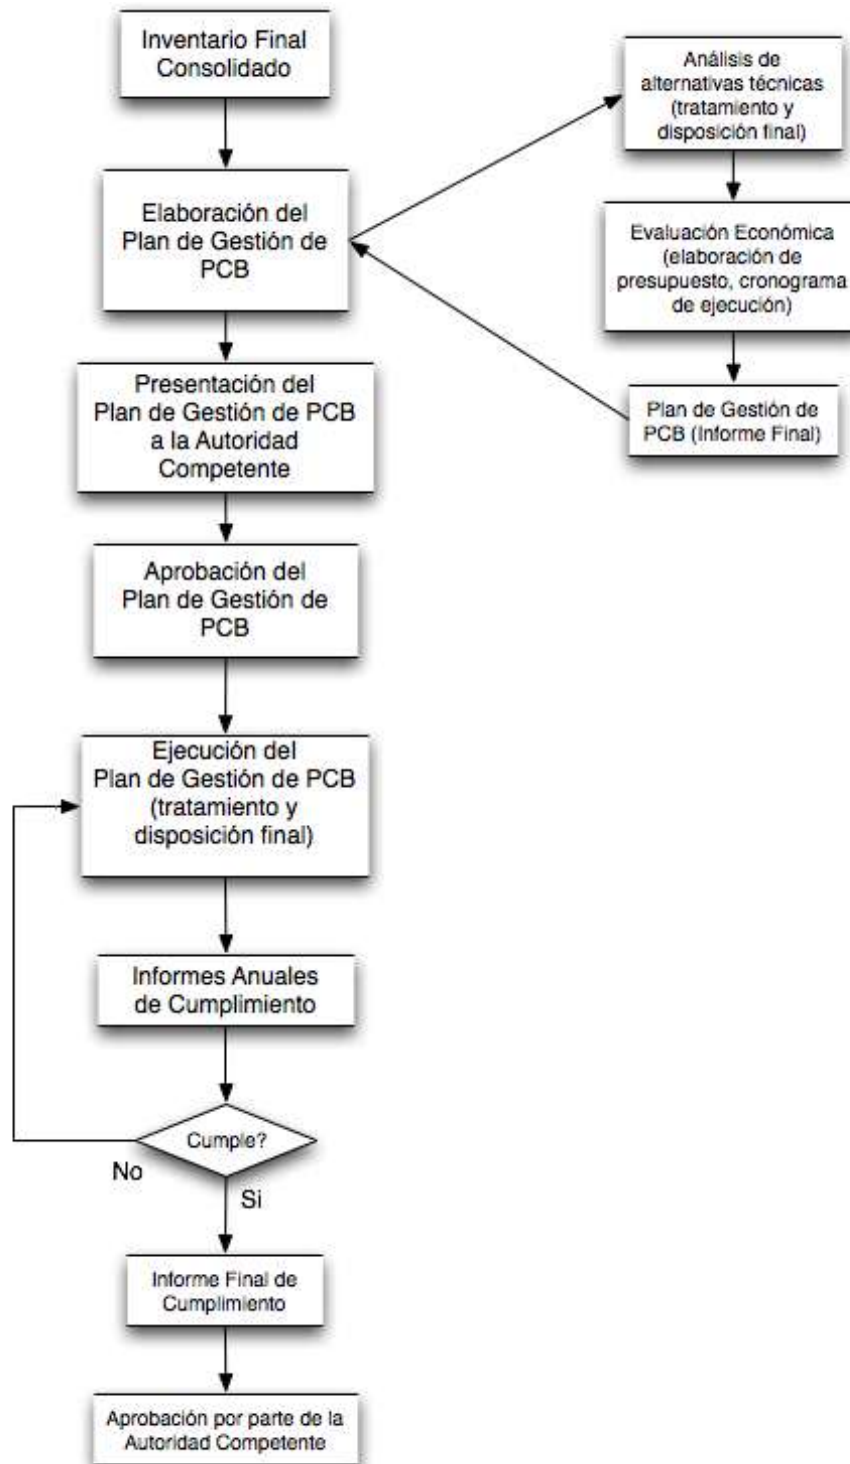 Inventario Final
Consolidado
Análisis de
alternativas técnicas
(tratamiento y
disposición final)
Elaboración del
Plan de Gestión de
PCB
Evaluación Económica
(elaboración de
presupuesto, cronograma
de ejecución)
Presentación del
Plan de Gestión de PCB
a la Autoridad
Competente
Plan de Gestión de
PCB (Informe Final)
Aprobación del
Plan de Gestión de
PCB
Ejecución del
Plan de Gestión de PCB
(tratamiento y
disposición final)
Informes Anuales
de Cumplimiento
Cumple?
No
Si
Informe Final de
Cumplimiento
Aprobación por parte de la
Autoridad Competente